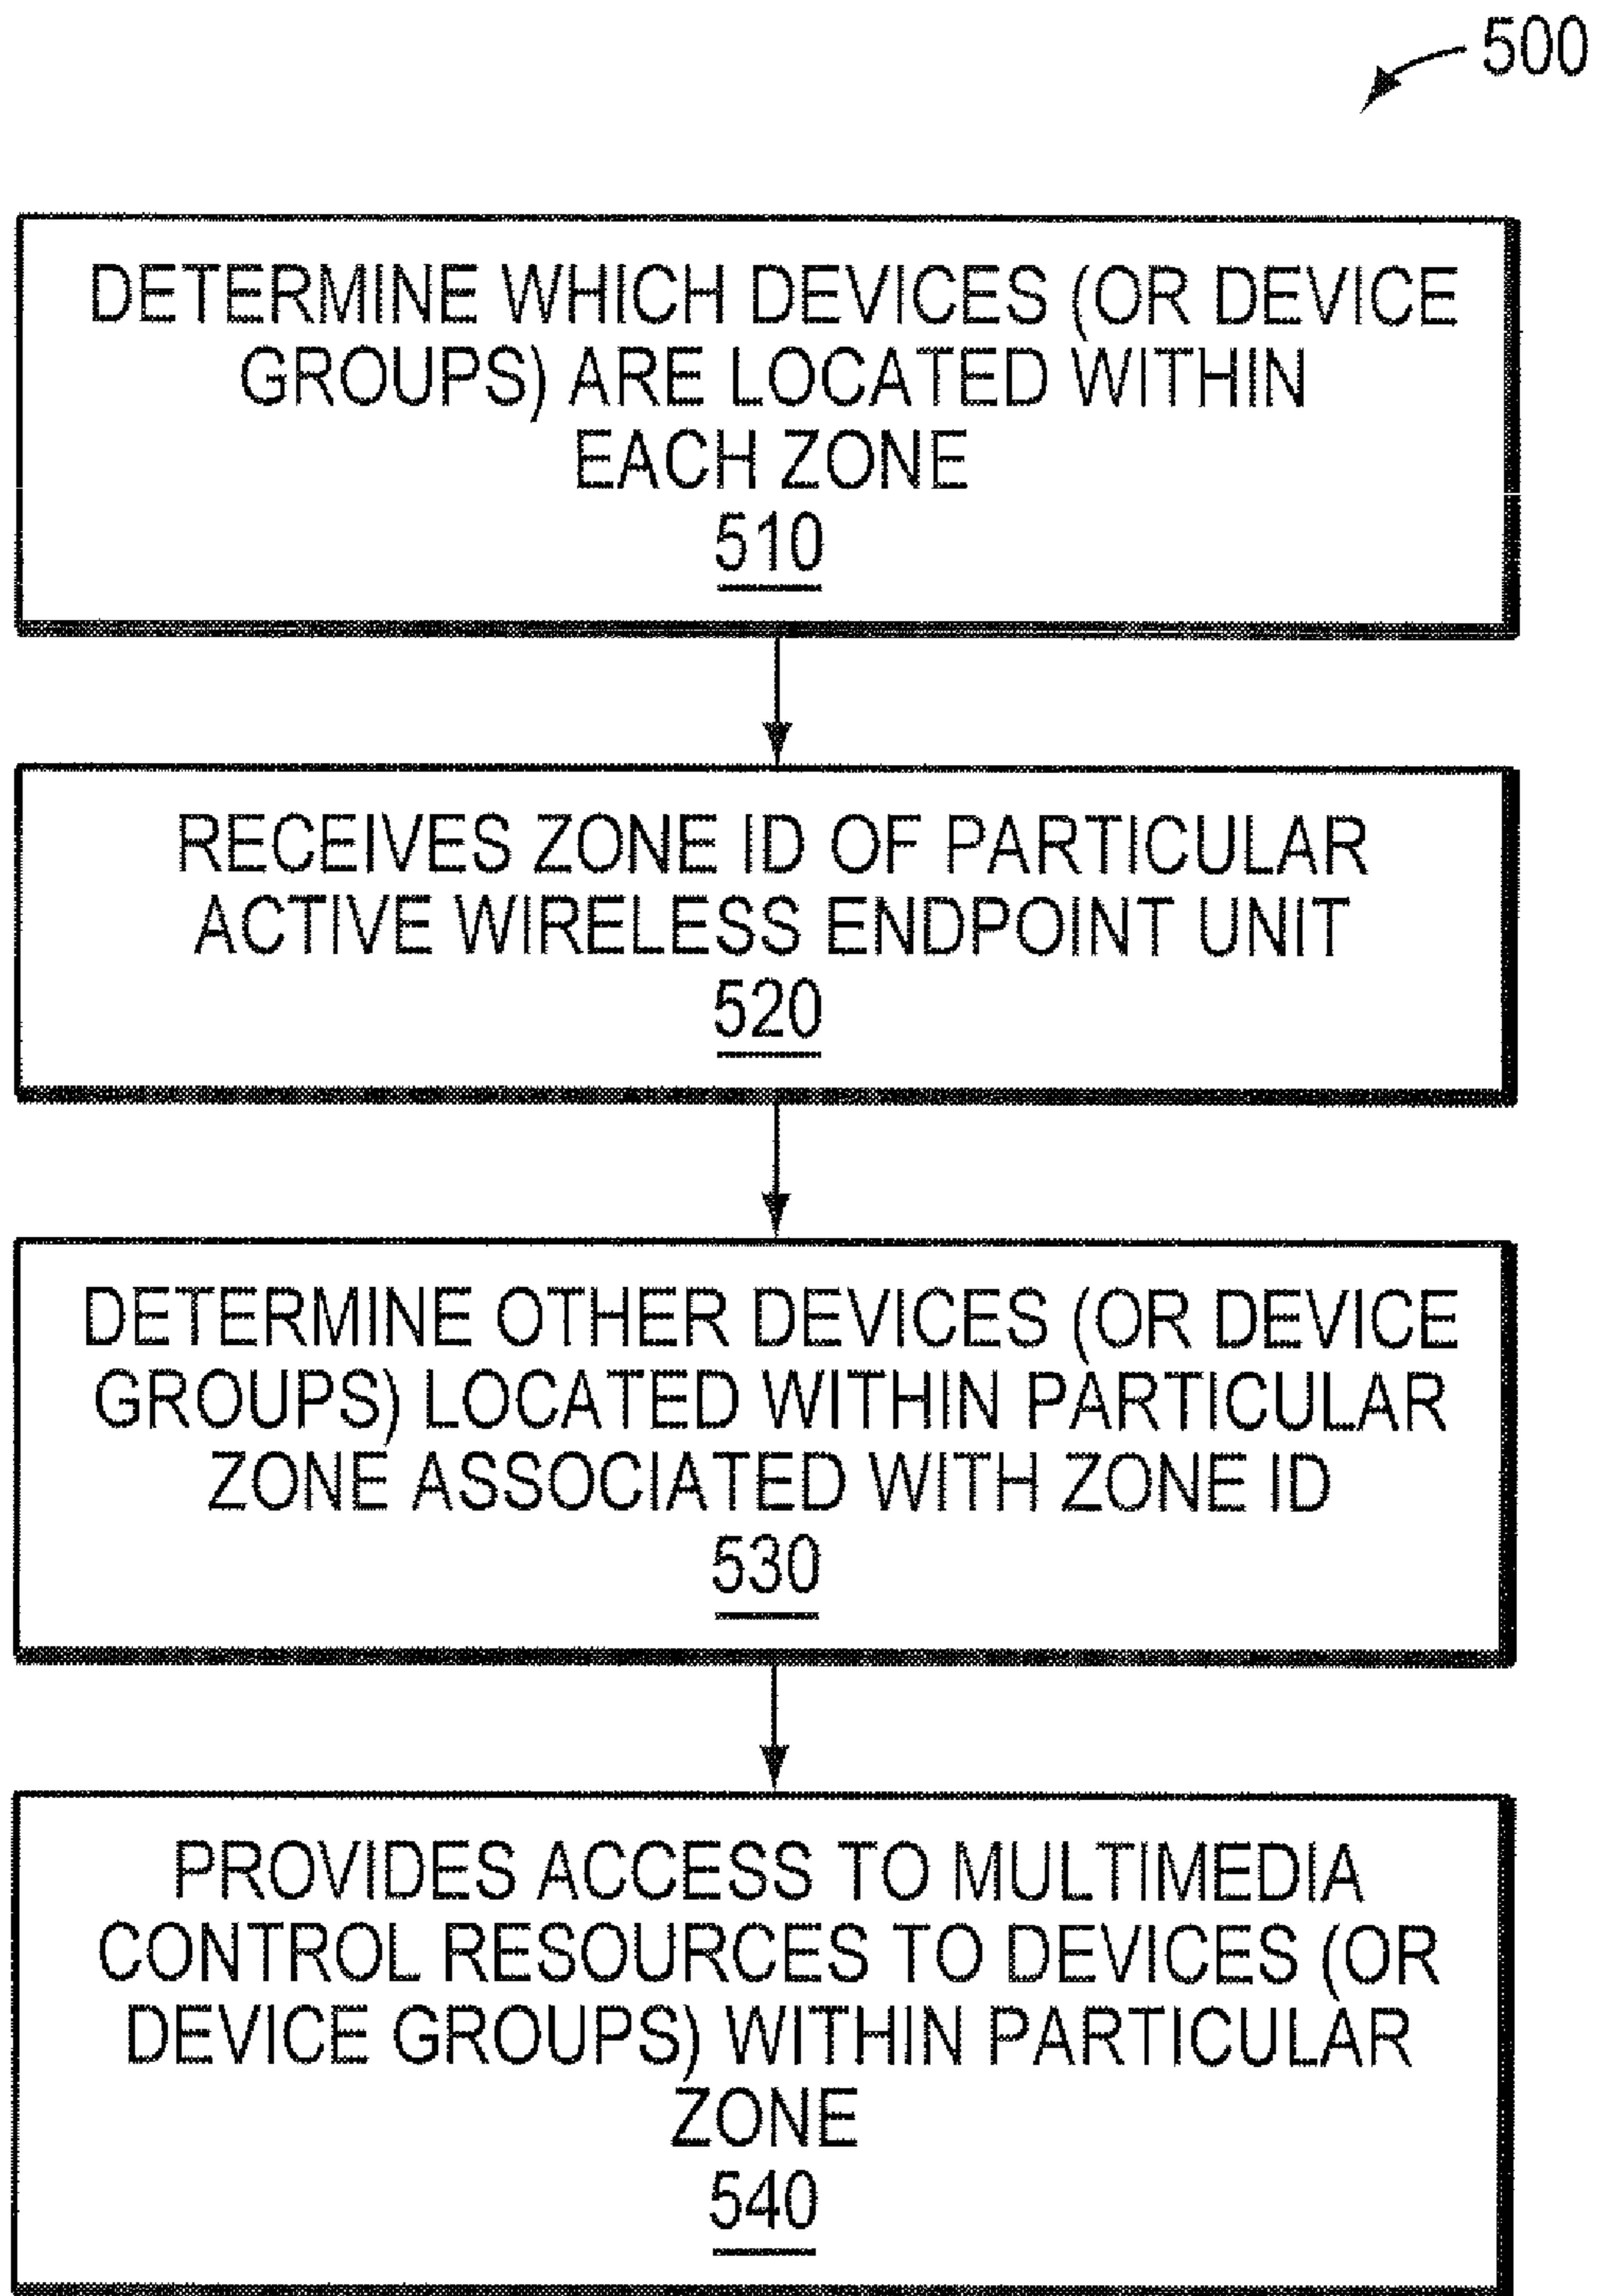 500
DETERMINE WHICH DEVICES (OR DEVICE
GROUPS) ARE LOCATED WITHIN
EACH ZONE
510
RECEIVES ZONE ID OF PARTICULAR
ACTIVE WIRELESS ENDPOINT UNIT
520
DETERMINE OTHER DEVICES (OR DEVICE
GROUPS) LOCATED WITHIN PARTICULAR
ZONE ASSOCIATED WITH ZONE ID
530
PROVIDES ACCESS TO MULTIMEDIA
CONTROL RESOURCES TO DEVICES (OR
DEVICE GROUPS) WITHIN PARTICULAR
ZONE
540